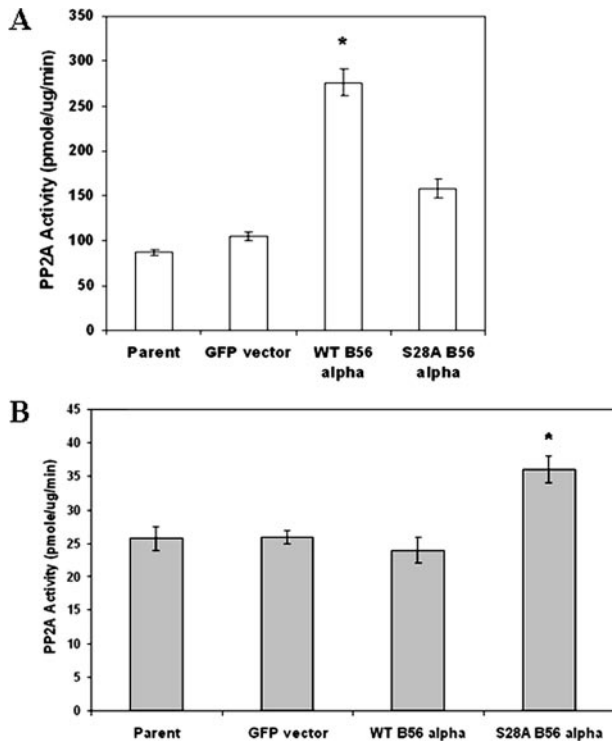 A
PP2A Activity (pmole/ug/min)
350
300
250
200
150
100
50
0
*
Parent
GFP vector
WT B56
alpha
S28A B56
alpha
B
PP2A Activity (pmole/ug/min)
45
40
35
30
25
20
15
10
5
0
*
Parent
GFP vector
WT B56 alpha
S28A B56 alpha